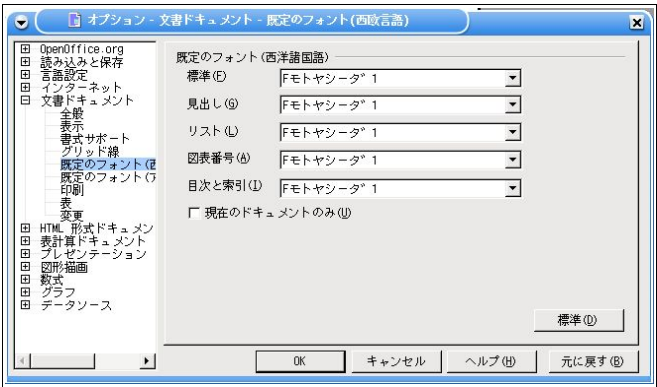 オプション - 文書ドキュメント - 既定のフォント(西欧言語)
OpenOffice.org
読み込みと保存
言語設定
インターネット
文書ドキュメント
全般
表示
書式サポート
グリッド線
既定のフォント(西
既定のフォント(ア
印刷
表
変更
HTML 形式ドキュメン
表計算ドキュメント
プレゼンテーション
図形描画
数式
グラフ
データソース
既定のフォント(西洋諸国語)
標準(F) Fモトヤシーダ1
見出し(G) Fモトヤシーダ1
リスト(L) Fモトヤシーダ1
図表番号(A) Fモトヤシーダ1
目次と索引(I) Fモトヤシーダ1
現在のドキュメントのみ(U)
標準(D)
OK キャンセル ヘルプ(H) 元に戻す(B)